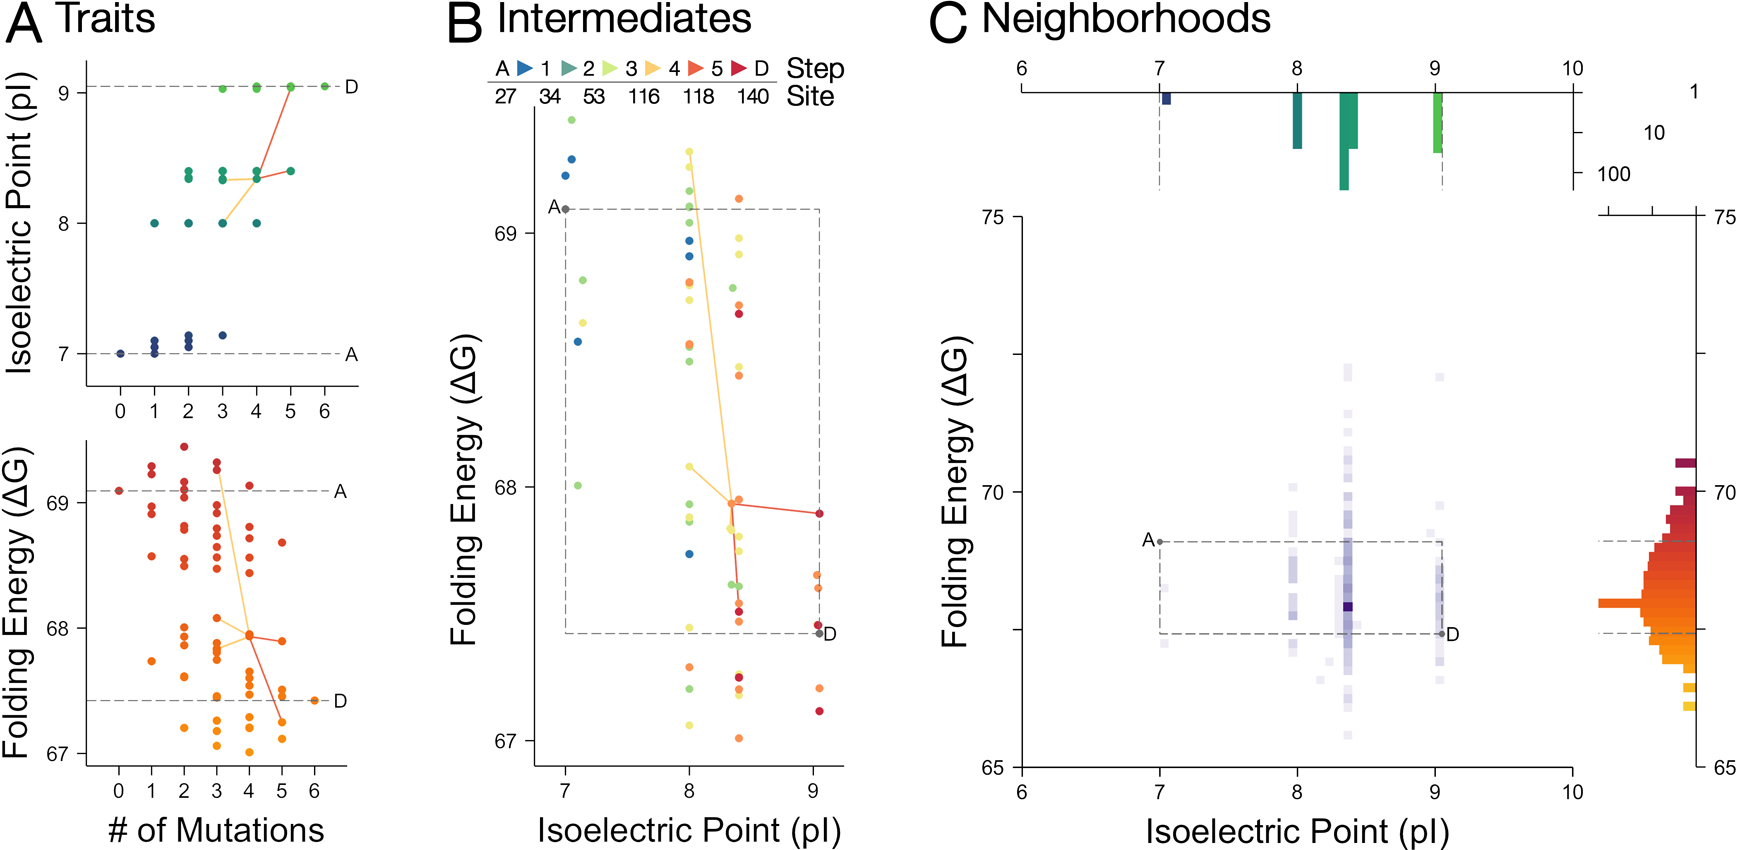 A Traits
Isoelectric Point (pI)
9
8
7
D
A
0 1 2 3 4 5 6
Folding Energy (ΔG)
69
68
67
A
D
0 1 2 3 4 5 6
# of Mutations
B Intermediates
A 1 2 3 4 5 D Step
27 34 53 116 118 140 Site
Folding Energy (ΔG)
69
68
67
A
D
7 8 9
Isoelectric Point (pI)
C Neighborhoods
6 7 8 9 10
1
10
100
75
70
65
75
70
65
Folding Energy (ΔG)
A
D
6 7 8 9 10
Isoelectric Point (pI)